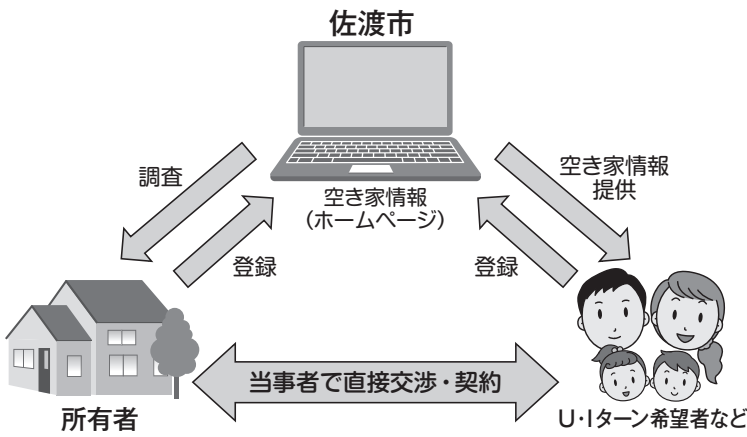 佐渡市
空き家情報
(ホームページ)
調査
登録
登録
空き家情報
提供
当事者で直接交渉・契約
所有者
U・Iターン希望者など